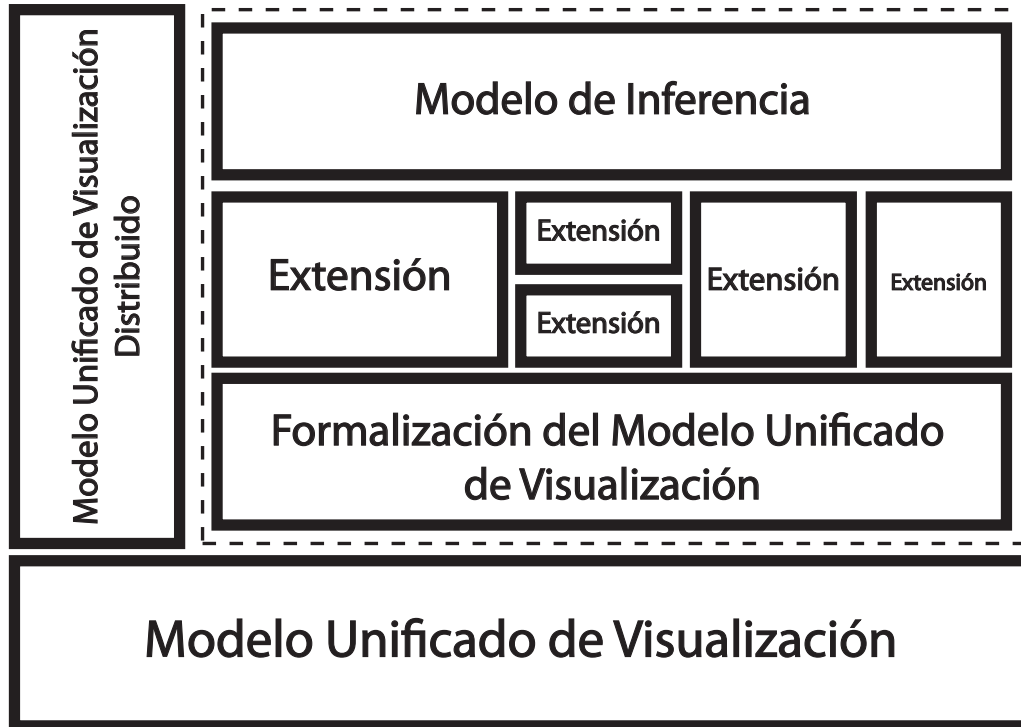 Modelo Unificado de Visualización
Distribuido
Modelo de Inferencia
Extensión
Extensión
Extensión
Extensión
Extensión
Formalización del Modelo Unificado
de Visualización
Modelo Unificado de Visualización